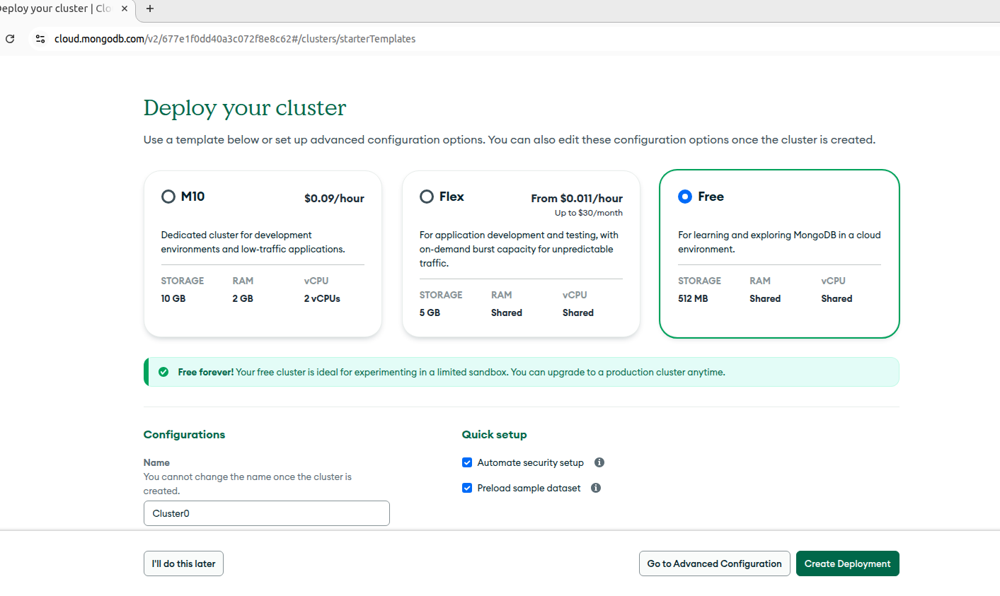 Deploy your cluster | Clo
cloud.mongodb.com/v2/677e1f0dd40a3c072f8e8c62#/clusters/starterTemplates
Deploy your cluster
Use a template below or set up advanced configuration options. You can also edit these configuration options once the cluster is created.
M10
$0.09/hour
Dedicated cluster for development
environments and low-traffic applications.
STORAGE RAM vCPU
10 GB 2 GB 2 vCPUs
Flex
From $0.011/hour
Up to $30/month
For application development and testing, with
on-demand burst capacity for unpredictable
traffic.
STORAGE RAM vCPU
5 GB Shared Shared
Free
For learning and exploring MongoDB in a cloud
environment.
STORAGE RAM vCPU
512 MB Shared Shared
Free forever! Your free cluster is ideal for experimenting in a limited sandbox. You can upgrade to a production cluster anytime.
Configurations
Name
You cannot change the name once the cluster is
created.
Cluster0
Quick setup
Automate security setup
Preload sample dataset
I'll do this later
Go to Advanced Configuration
Create Deployment